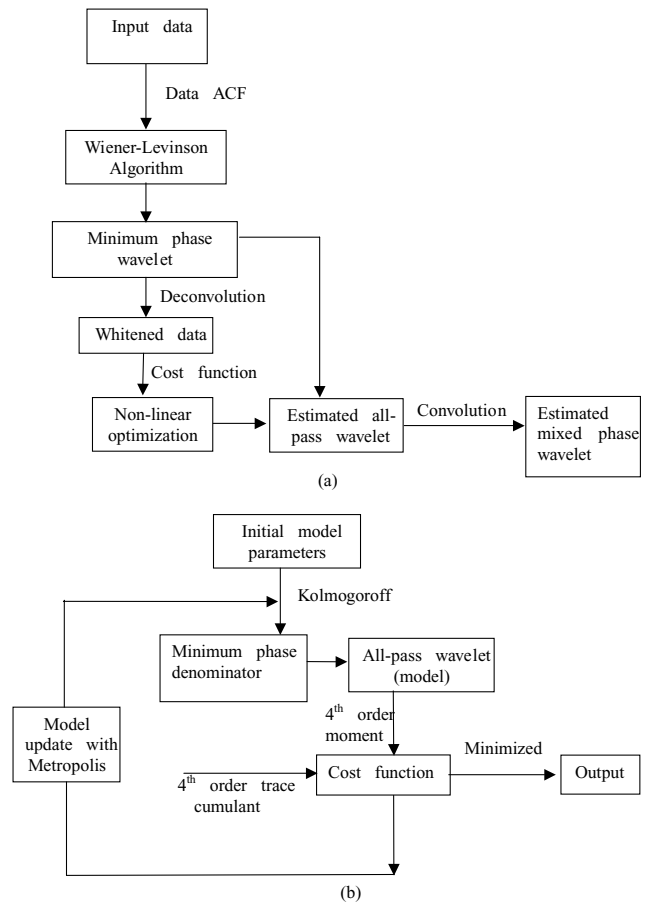 Input data
Data ACF
Wiener-Levinson
Algorithm
Minimum phase
wavelet
Deconvolution
Whitened data
Cost function
Non-linear
optimization
Estimated all-
pass wavelet
Convolution
Estimated
mixed phase
wavelet
(a)
Initial model
parameters
Kolmogoroff
Minimum phase
denominator
All-pass wavelet
(model)
4th order
moment
Model
update with
Metropolis
4th order trace
cumulant
Cost function
Minimized
Output
(b)